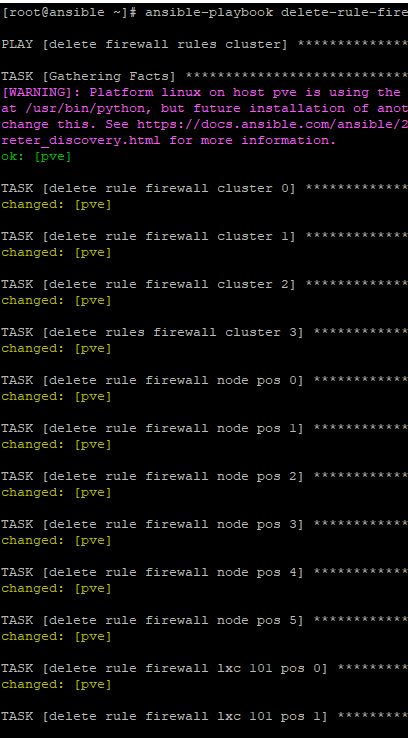 [root@ansible ~]# ansible-playbook delete-rule-fire
PLAY [delete firewall rules cluster] *****************
TASK [Gathering Facts] ***************************
[WARNING]: Platform linux on host pve is using the
at /usr/bin/python, but future installation of anot
change this. See https://docs.ansible.com/ansible/2
reter_discovery.html for more information.
ok: [pve]
TASK [delete rule firewall cluster 0] ************
changed: [pve]
TASK [delete rule firewall cluster 1] ************
changed: [pve]
TASK [delete rule firewall cluster 2] ************
changed: [pve]
TASK [delete rules firewall cluster 3] ***********
changed: [pve]
TASK [delete rule firewall node pos 0] ***********
changed: [pve]
TASK [delete rule firewall node pos 1] ***********
changed: [pve]
TASK [delete rule firewall node pos 2] ***********
changed: [pve]
TASK [delete rule firewall node pos 3] ***********
changed: [pve]
TASK [delete rule firewall node pos 4] ***********
changed: [pve]
TASK [delete rule firewall node pos 5] ***********
changed: [pve]
TASK [delete rule firewall lxc 101 pos 0] ********
changed: [pve]
TASK [delete rule firewall lxc 101 pos 1] ********